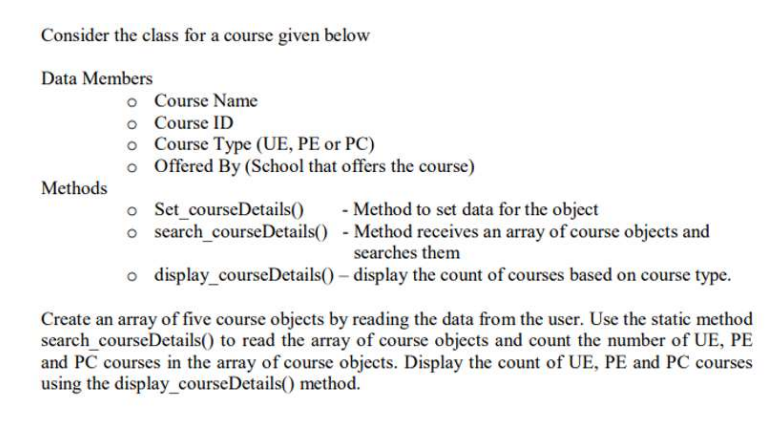 Consider the class for a course given below
Data Members
o Course Name
o Course ID
o Course Type (UE, PE or PC)
o Offered By (School that offers the course)
Methods
o Set_courseDetails() - Method to set data for the object
o search_courseDetails() - Method receives an array of course objects and
searches them
o display_courseDetails() – display the count of courses based on course type.
Create an array of five course objects by reading the data from the user. Use the static method
search_courseDetails() to read the array of course objects and count the number of UE, PE
and PC courses in the array of course objects. Display the count of UE, PE and PC courses
using the display_courseDetails() method.